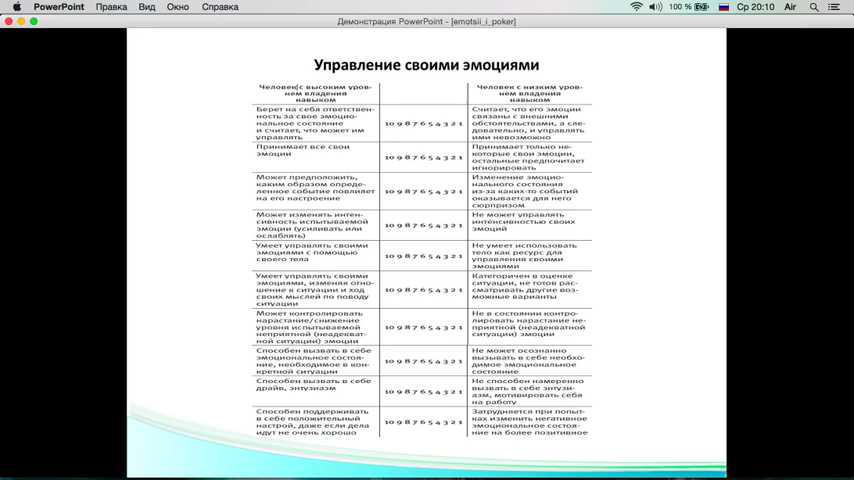 PowerPoint Правка Вид Окно Справка 100 % Ср 20:10 Air
Демонстрация PowerPoint - [emotsii_i_poker]
Управление своими эмоциями
Человек с высоким уров-
нем владения
навыком
Человек с низким уров-
нем владения
навыком
Берет на себя ответствен-
ность за свое эмоцио-
нальное состояние
и считает, что может им
управлять
10 9 8 7 6 5 4 3 2 1
Считает, что его эмоции
связаны с внешними
обстоятельствами, а сле-
довательно, и управлять
ими невозможно
Принимает все свои
эмоции
10 9 8 7 6 5 4 3 2 1
Принимает только не-
которые свои эмоции,
остальные предпочитает
игнорировать
Может предположить,
каким образом опреде-
ленное событие повлияет
на его настроение
10 9 8 7 6 5 4 3 2 1
Изменение эмоцио-
нального состояния
из-за каких-то событий
оказывается для него
сюрпризом
Может изменять интен-
сивность испытываемой
эмоции (усиливать или
ослаблять)
10 9 8 7 6 5 4 3 2 1
Не может управлять
интенсивностью своих
эмоций
Умеет управлять своими
эмоциями с помощью
своего тела
10 9 8 7 6 5 4 3 2 1
Не умеет использовать
тело как ресурс для
управления своими
эмоциями
Умеет управлять своими
эмоциями, изменяя отно-
шение к ситуации и ход
своих мыслей по поводу
ситуации
10 9 8 7 6 5 4 3 2 1
Категоричен в оценке
ситуации, не готов рас-
сматривать другие воз-
можные варианты
Может контролировать
нарастание/снижение
уровня испытываемой
неприятной (неадекват-
ной ситуации) эмоции
10 9 8 7 6 5 4 3 2 1
Не в состоянии контро-
лировать нарастание не-
приятной (неадекватной
ситуации) эмоции
Способен вызвать в себе
эмоциональное состоя-
ние, необходимое в кон-
кретной ситуации
10 9 8 7 6 5 4 3 2 1
Не может осознанно
вызывать в себе необхо-
димое эмоциональное
состояние
Способен вызвать в себе
драйв, энтузиазм
10 9 8 7 6 5 4 3 2 1
Не способен намеренно
вызвать в себе энтузи-
азм, мотивировать себя
на работу
Способен поддерживать
в себе положительный
настрой, даже если дела
идут не очень хорошо
10 9 8 7 6 5 4 3 2 1
Затрудняется при попыт-
ках изменить негативное
эмоциональное состоя-
ние на более позитивное